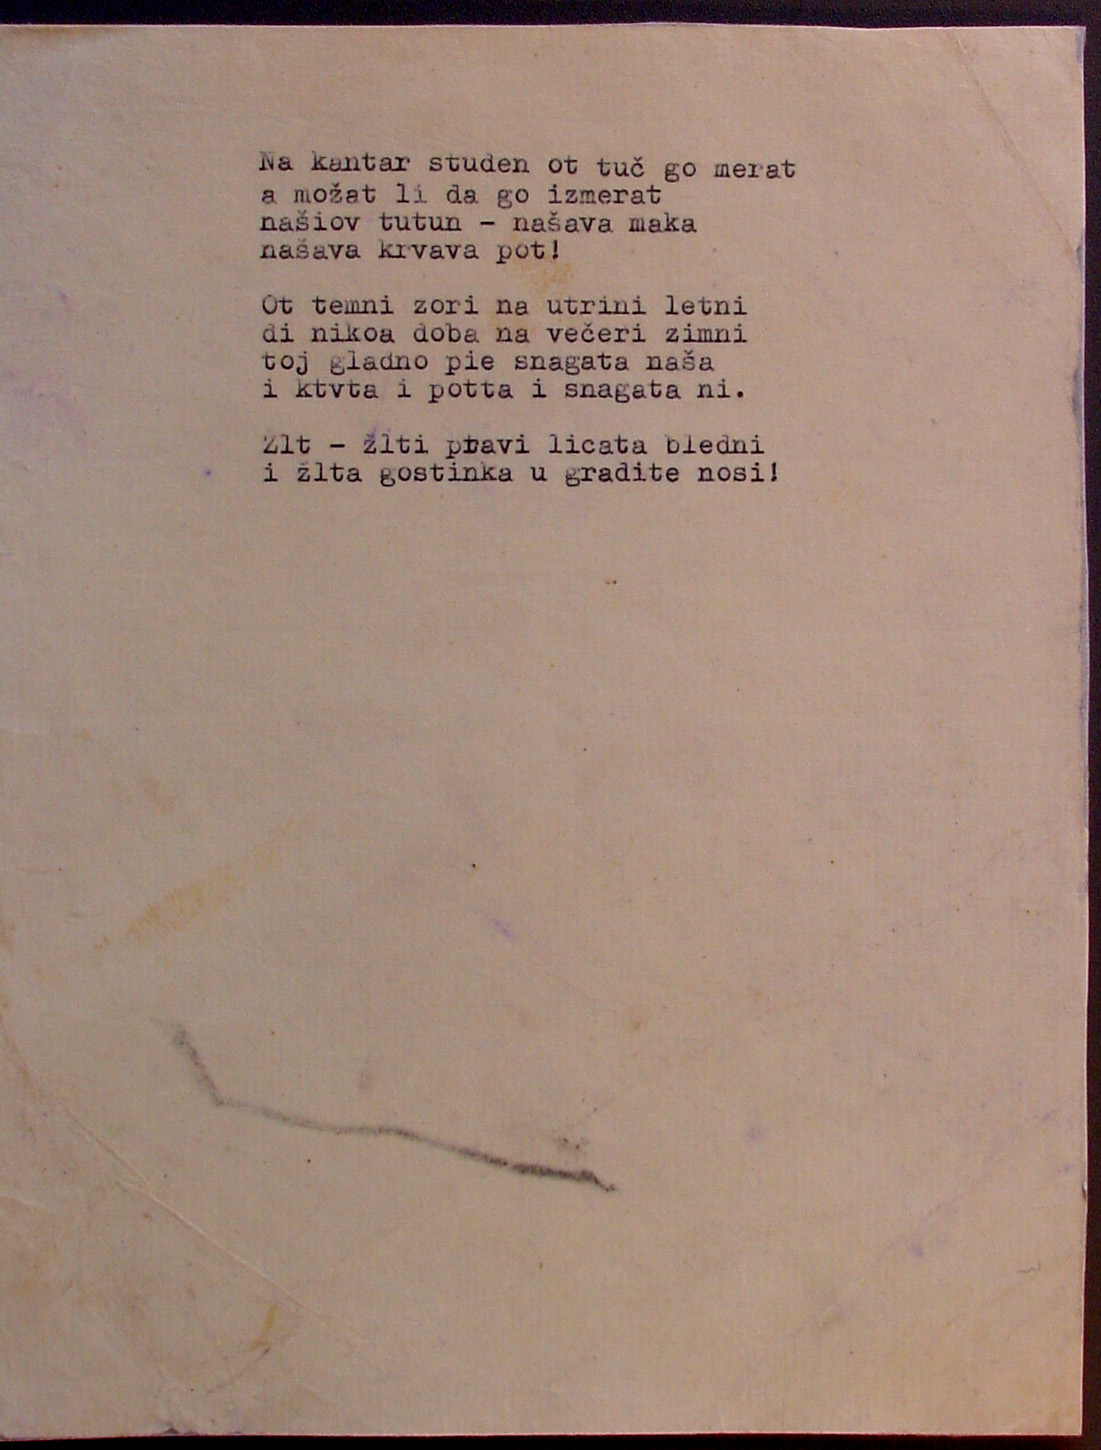 Na kantar studen ot tuč go merat
a možat li da go izmerat
našiov tutun - našava maka
našava krvava pot!
Ot temni zori na utrini letni
di nikoa doba na večeri zimni
toj gladno pie snagata naša
i ktvta i potta i snagata ni.
Žlt - žlti pravi licata bledni
i žlta gostinka u gradite nosi!